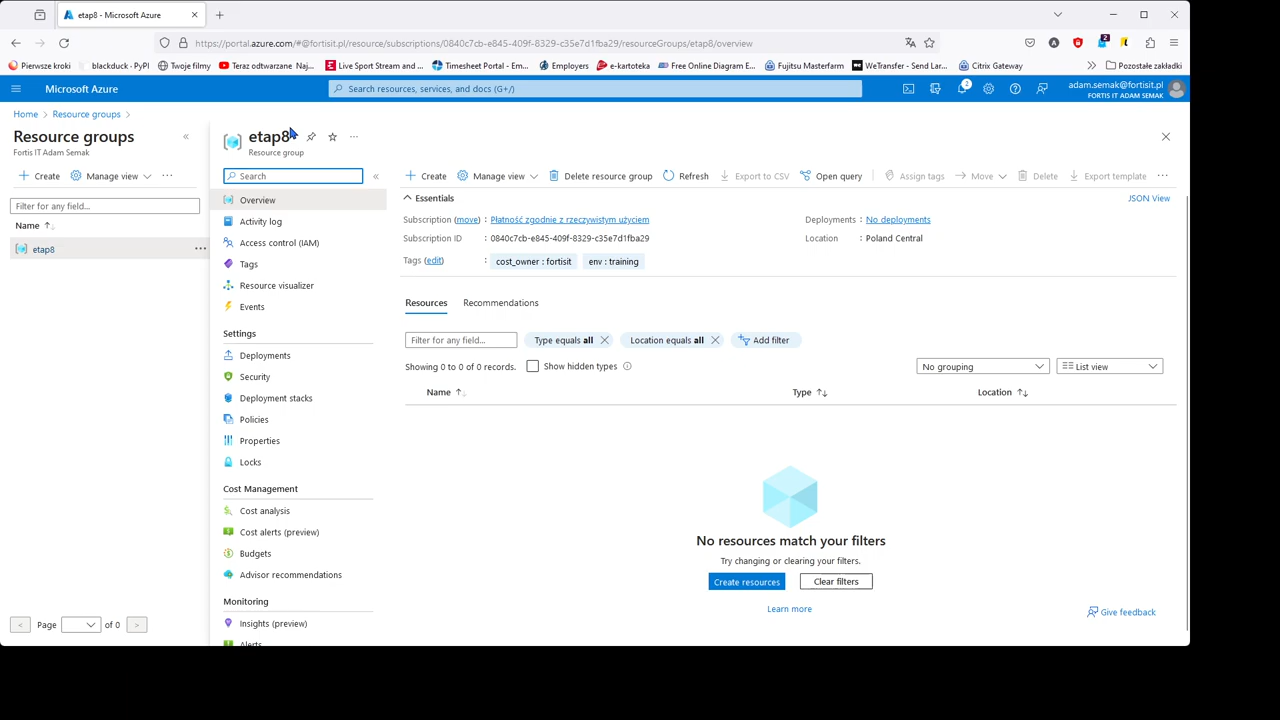 etap8 - Microsoft Azure
https://portal.azure.com/#@fortisit.pl/resource/subscriptions/0840c7cb-e845-409f-8329-c35e7d1fba29/resourceGroups/etap8/overview
2
Pierwsze kroki blackduck · PyPI Twoje filmy Teraz odtwarzane: Naj... Live Sport Stream and ... Timesheet Portal - Em... Employers e-kartoteka Free Online Diagram E... Fujitsu Masterfarm WeTransfer - Send Lar... Citrix Gateway Pozostałe zakładki
Microsoft Azure
Search resources, services, and docs (G+/)
2
adam.semak@fortisit.pl
FORTIS IT ADAM SEMAK
Home > Resource groups >
Resource groups
Fortis IT Adam Semak
Create Manage view ...
Filter for any field...
Name
etap8 ...
Page of 0
etap8
Resource group
Search
Overview
Activity log
Access control (IAM)
Tags
Resource visualizer
Events
Settings
Deployments
Security
Deployment stacks
Policies
Properties
Locks
Cost Management
Cost analysis
Cost alerts (preview)
Budgets
Advisor recommendations
Monitoring
Insights (preview)
Alerts
Create Manage view Delete resource group Refresh Export to CSV Open query Assign tags Move Delete Export template ...
Essentials
JSON View
Subscription (move) : Płatność zgodnie z rzeczywistym użyciem
Deployments : No deployments
Subscription ID : 0840c7cb-e845-409f-8329-c35e7d1fba29
Location : Poland Central
Tags (edit) : cost_owner : fortisit env : training
Resources Recommendations
Filter for any field... Type equals all Location equals all Add filter
Showing 0 to 0 of 0 records. Show hidden types No grouping List view
Name Type Location
No resources match your filters
Try changing or clearing your filters.
Create resources Clear filters
Learn more
Give feedback